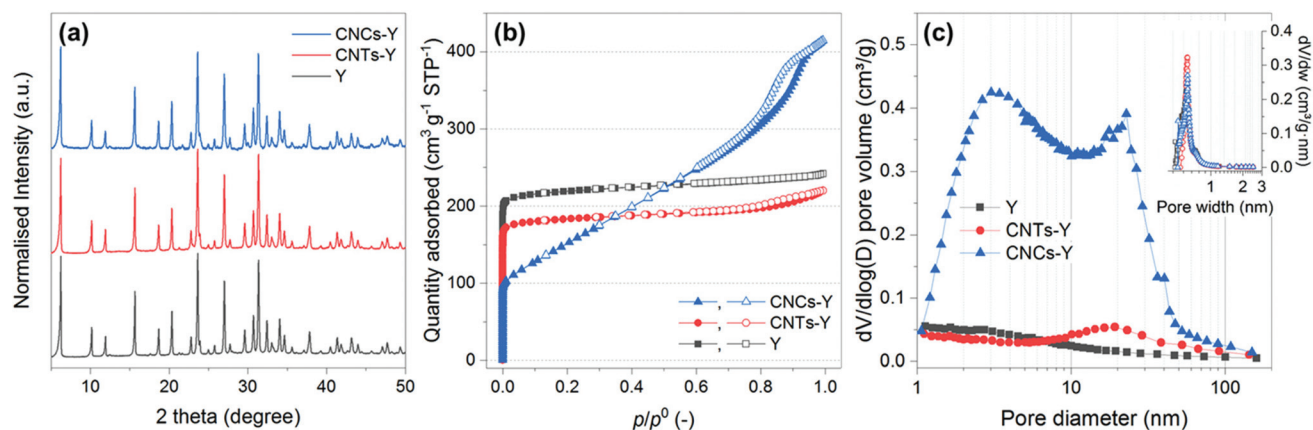 (a)
CNCs-Y
CNTs-Y
Y
Normalised Intensity (a.u.)
10 20 30 40 50
2 theta (degree)
(b)
400
300
200
100
0
Quantity adsorbed (cm³ g⁻¹ STP⁻¹)
CNCs-Y
CNTs-Y
Y
0.0 0.2 0.4 0.6 0.8 1.0
p/p⁰ (-)
(c)
0.5
0.4
0.3
0.2
0.1
0.0
dV/dlog(D) pore volume (cm³/g)
0.4
0.3
0.2
0.1
0.0
dV/dw (cm³/g·nm)
1 2 3
Pore width (nm)
Y
CNTs-Y
CNCs-Y
1 10 100
Pore diameter (nm)